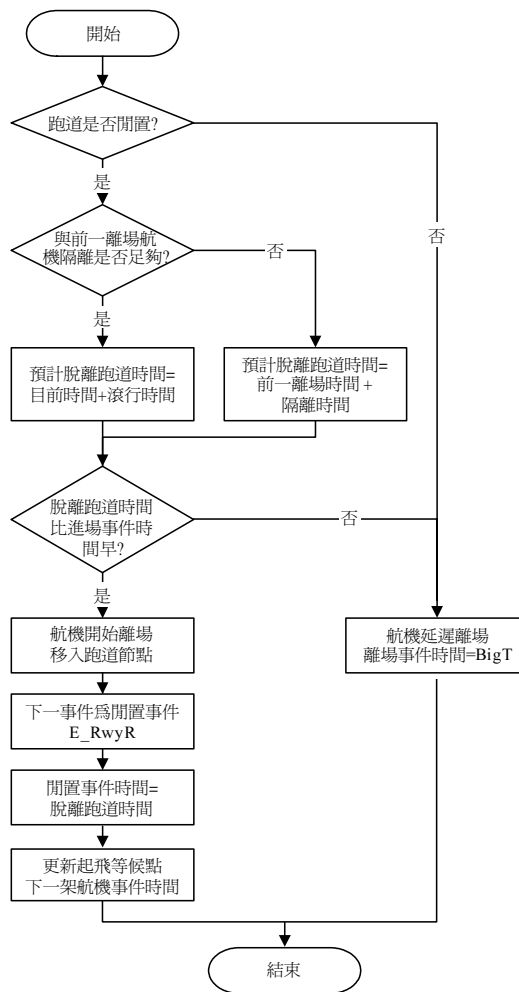 開始
跑道是否閒置?
是
否
與前一離場航
機隔離是否足夠?
否
是
預計脫離跑道時間=
目前時間+滾行時間
預計脫離跑道時間=
前一離場時間+
隔離時間
脫離跑道時間
比進場事件時
間早?
否
是
航機開始離場
移入跑道節點
航機延遲離場
離場事件時間=BigT
下一事件爲閒置事件
E_RwyR
閒置事件時間=
脫離跑道時間
更新起飛等候點
下一架航機事件時間
結束